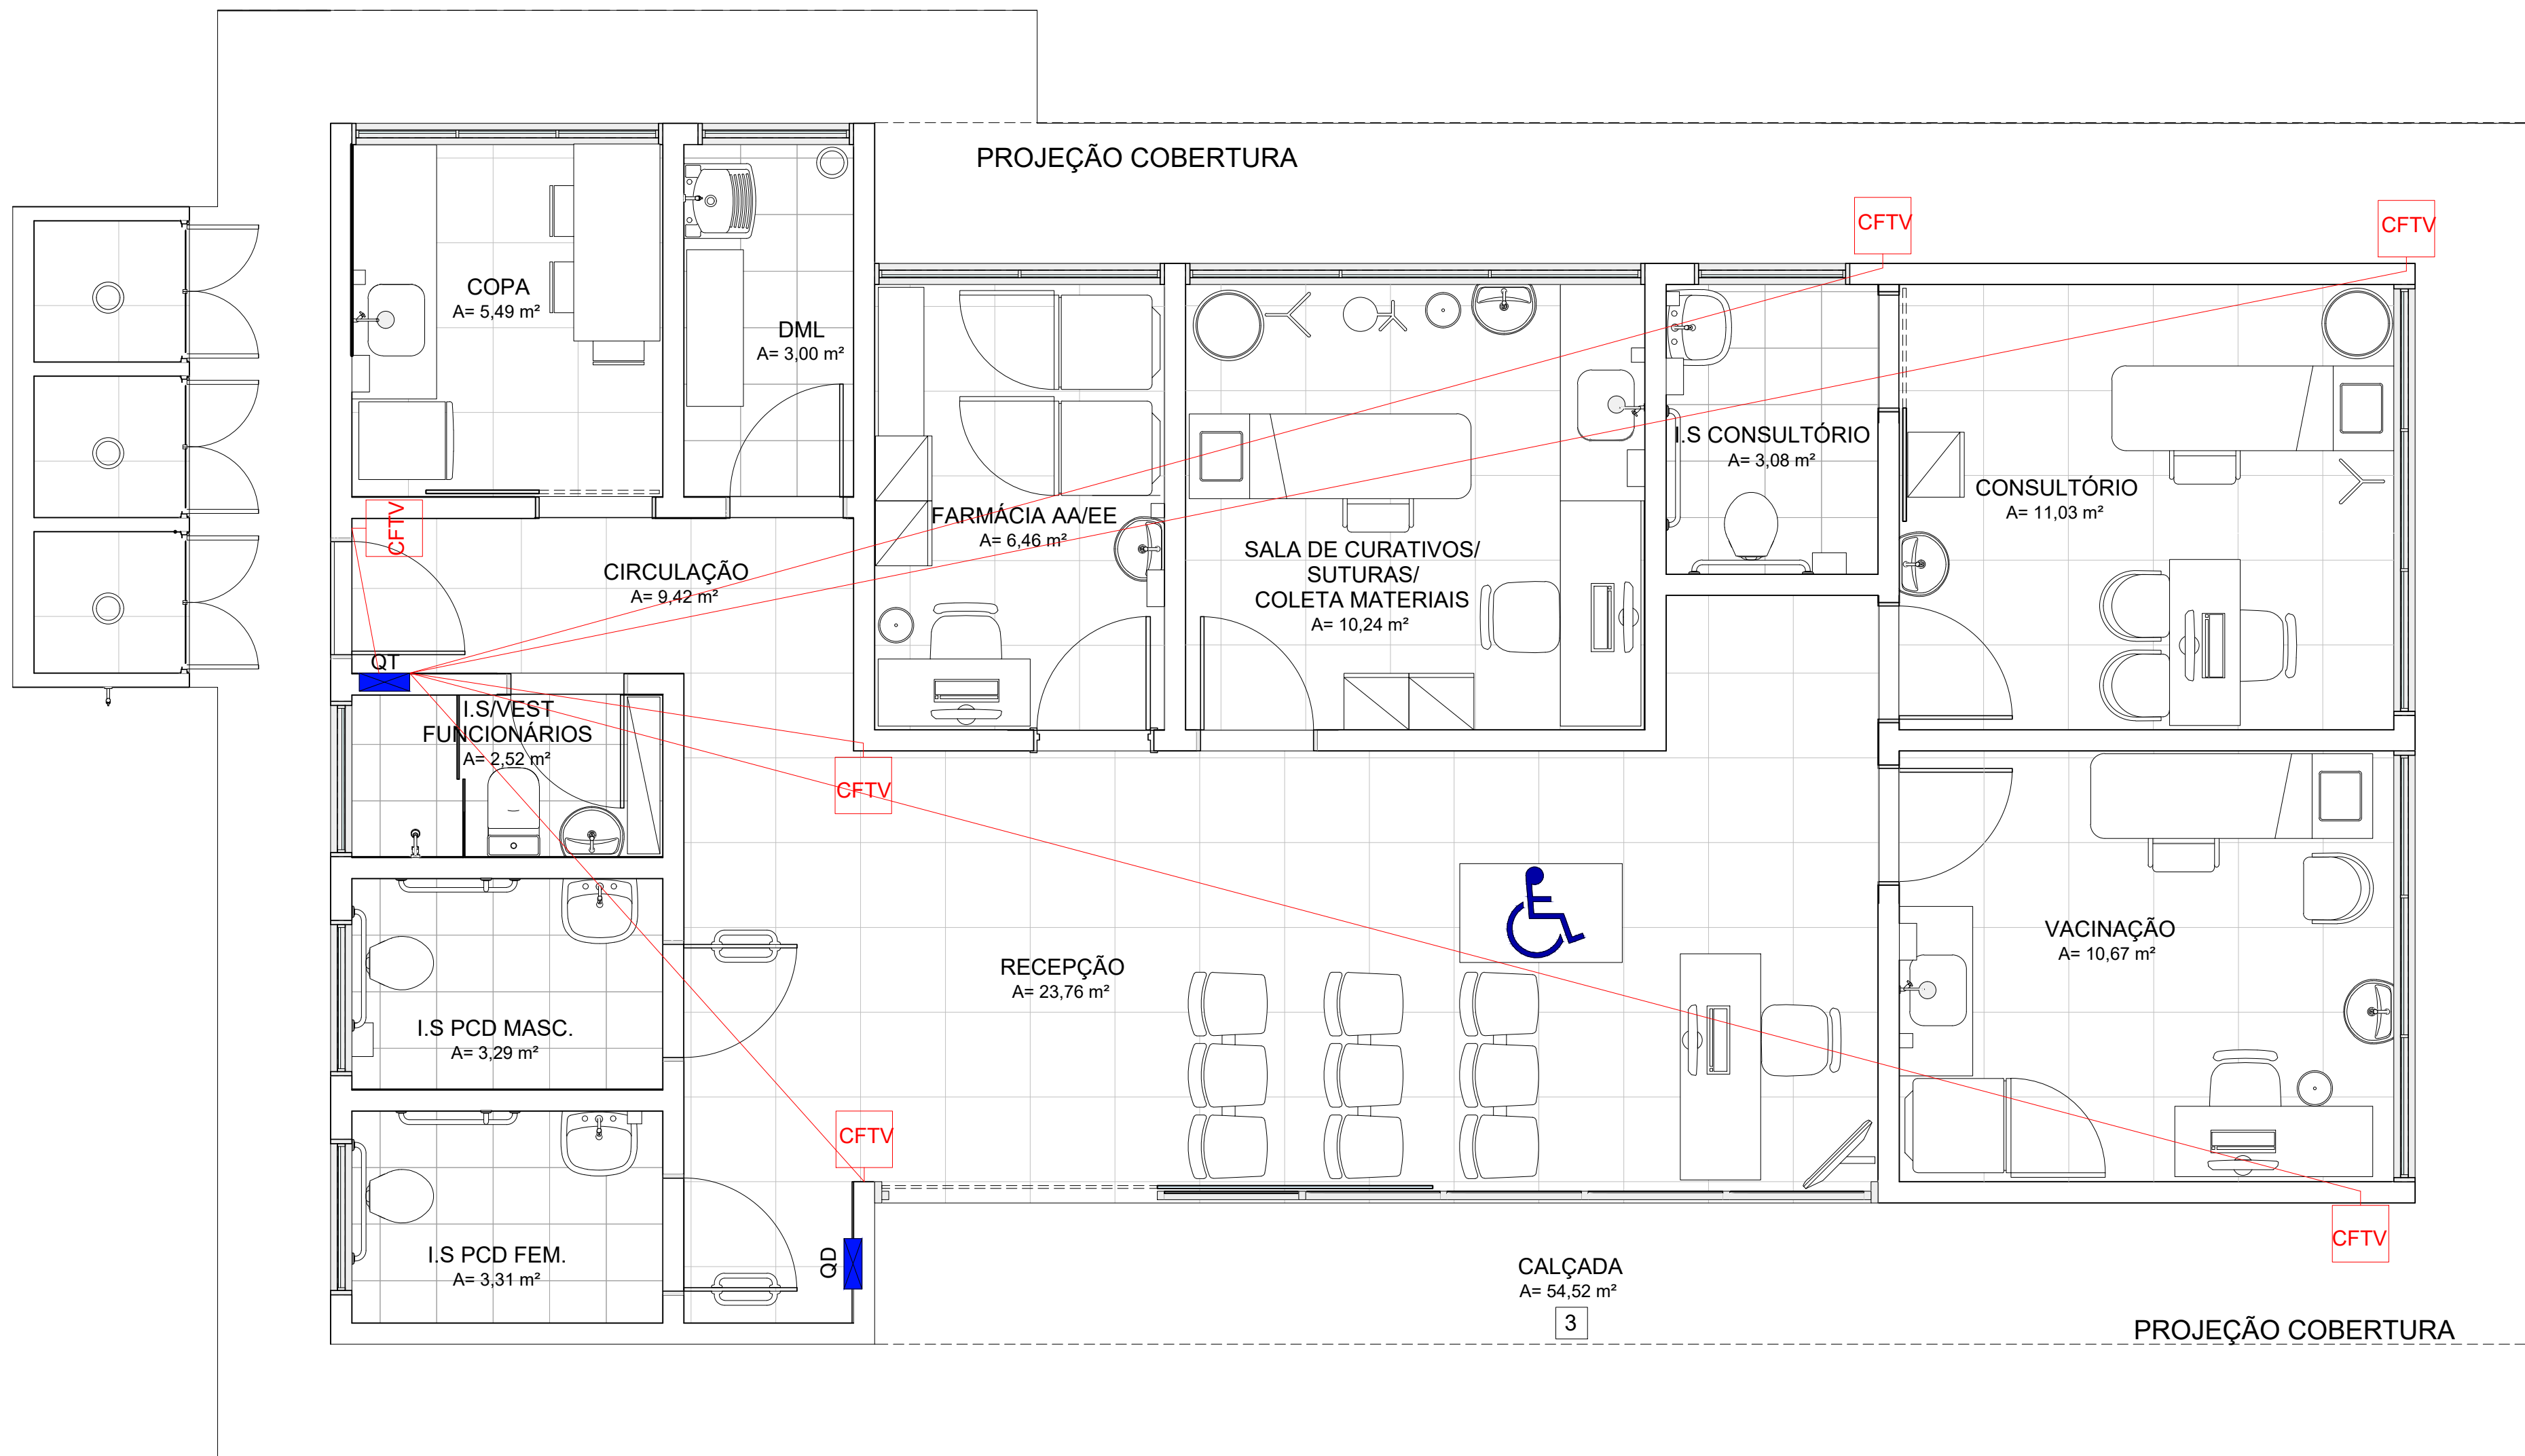 PROJEÇÃO COBERTURA
CFTV
CFTV
COPA
A= 5,49 m²
DML
A= 3,00 m²
I.S CONSULTÓRIO
A= 3,08 m²
CONSULTÓRIO
A= 11,03 m²
CFTV
FARMÁCIA AA/EE
A= 6,46 m²
SALA DE CURATIVOS/
SUTURAS/
COLETA MATERIAIS
A= 10,24 m²
CIRCULAÇÃO
A= 9,42 m²
QT
I.S/VEST
FUNCIONÁRIOS
A= 2,52 m²
CFTV
VACINAÇÃO
A= 10,67 m²
RECEPÇÃO
A= 23,76 m²
I.S PCD MASC.
A= 3,29 m²
CFTV
I.S PCD FEM.
A= 3,31 m²
QD
CFTV
CALÇADA
A= 54,52 m²
3
PROJEÇÃO COBERTURA